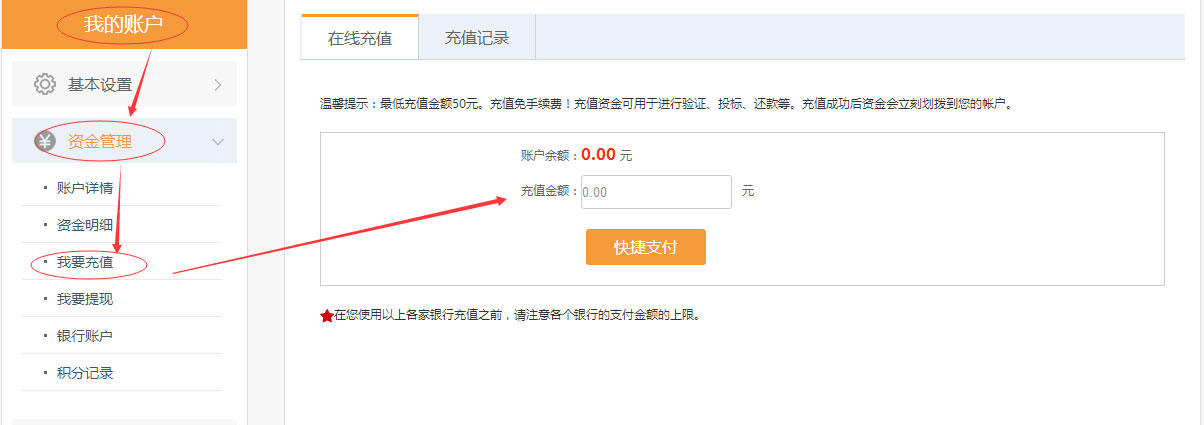 我的账户
基本设置
¥ 资金管理
账户详情
资金明细
我要充值
我要提现
银行账户
积分记录
在线充值
充值记录
温馨提示：最低充值金额50元。充值免手续费！充值资金可用于进行验证、投标、还款等。充值成功后资金会立刻划拨到您的帐户。
账户余额：0.00 元
充值金额：0.00 元
快捷支付
★在您使用以上各家银行充值之前，请注意各个银行的支付金额的上限。